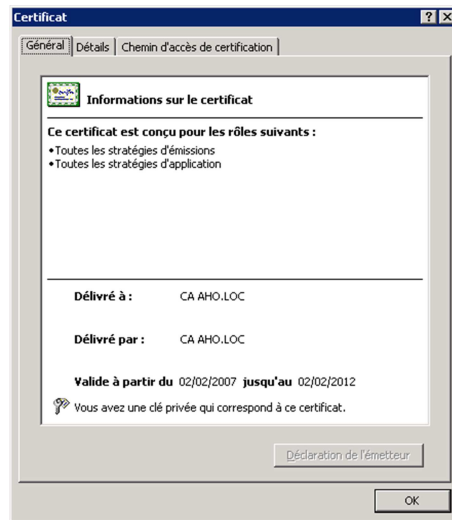 Certificat
Général Détails Chemin d'accès de certification
Informations sur le certificat
Ce certificat est conçu pour les rôles suivants :
•Toutes les stratégies d'émissions
•Toutes les stratégies d'application
Délivré à : CA AHO.LOC
Délivré par : CA AHO.LOC
Valide à partir du 02/02/2007 jusqu'au 02/02/2012
Vous avez une clé privée qui correspond à ce certificat.
Déclaration de l'émetteur
OK